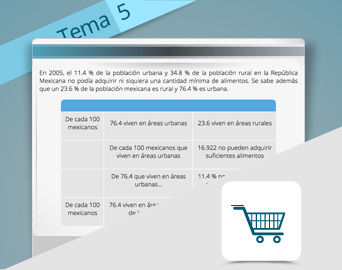 Tema 5
En 2005, el 11.4 % de la población urbana y 34.8 % de la población rural en la República
Mexicana no podía adquirir ni siquiera una cantidad mínima de alimentos. Se sabe además
que un 23.6 % de la población mexicana es rural y 76.4 % es urbana.
De cada 100 mexicanos
76.4 viven en áreas urbanas
23.6 viven en áreas rurales
De cada 100 mexicanos que
viven en áreas urbanas
16.922 no pueden adquirir
suficientes alimentos
De 76.4 que viven en áreas
urbanas...
11.4 %
De cada 100
mexicanos
76.4 viven en